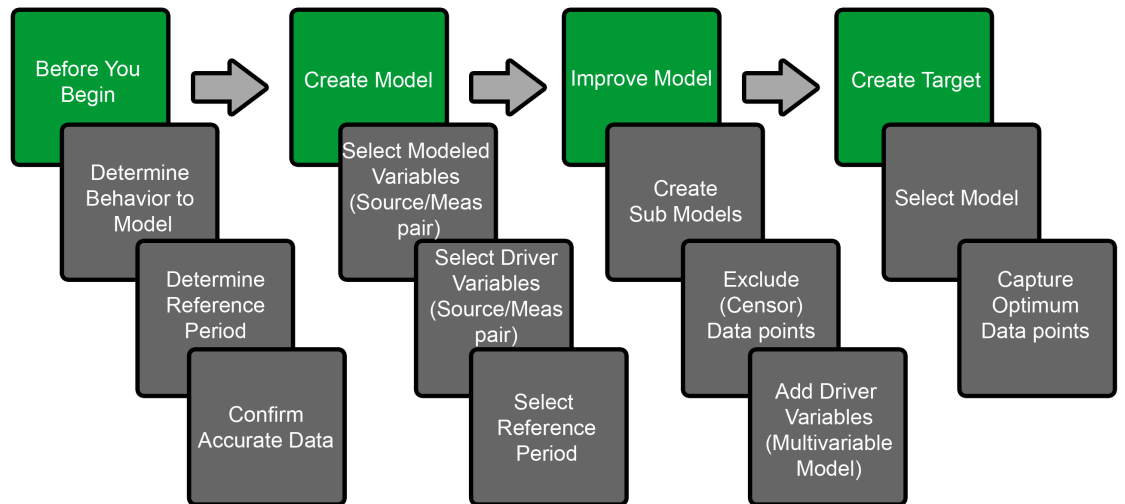 Before You
Begin
Determine
Behavior to
Model
Determine
Reference
Period
Confirm
Accurate Data
Create Model
Select Modeled
Variables
(Source/Meas
pair)
Select Driver
Variables
(Source/Meas
pair)
Select
Reference
Period
Improve Model
Create
Sub Models
Exclude
(Censor)
Data points
Add Driver
Variables
(Multivariable
Model)
Create Target
Select Model
Capture
Optimum
Data points